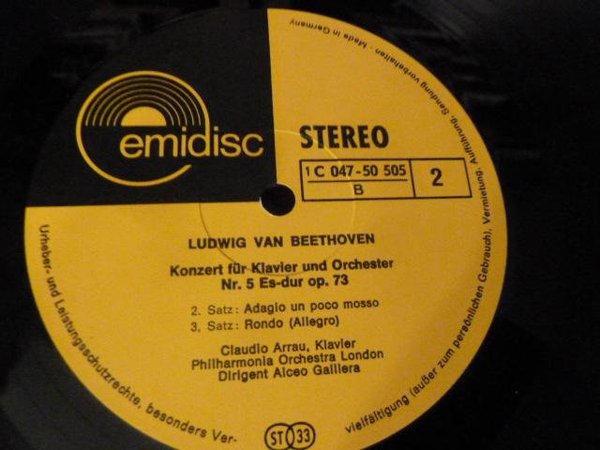 emidisc
STEREO
1 C 047-50 505
B
2
LUDWIG VAN BEETHOVEN
Konzert für Klavier und Orchester
Nr. 5 Es-dur op. 73
2. Satz: Adagio un poco mosso
3. Satz: Rondo (Allegro)
Claudio Arrau, Klavier
Philharmonia Orchestra London
Dirigent Alceo Galliera
ST 33
Urheber- und Leistungsschutzrechte, besonders Ver-
vielfältigung (außer zum persönlichen Gebrauch), Vermietung, Aufführung, Sendung vorbehalten · Made in Germany